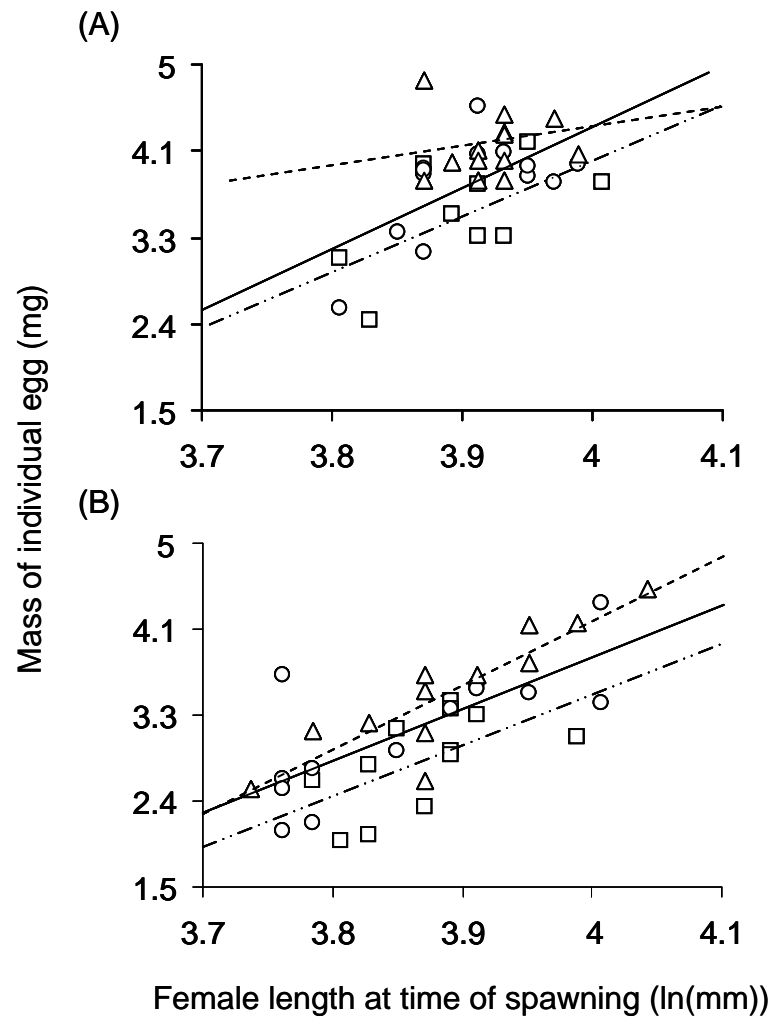 (A)
5
4.1
3.3
2.4
1.5
3.7 3.8 3.9 4 4.1
Mass of individual egg (mg)
(B)
5
4.1
3.3
2.4
1.5
3.7 3.8 3.9 4 4.1
Female length at time of spawning (ln(mm))